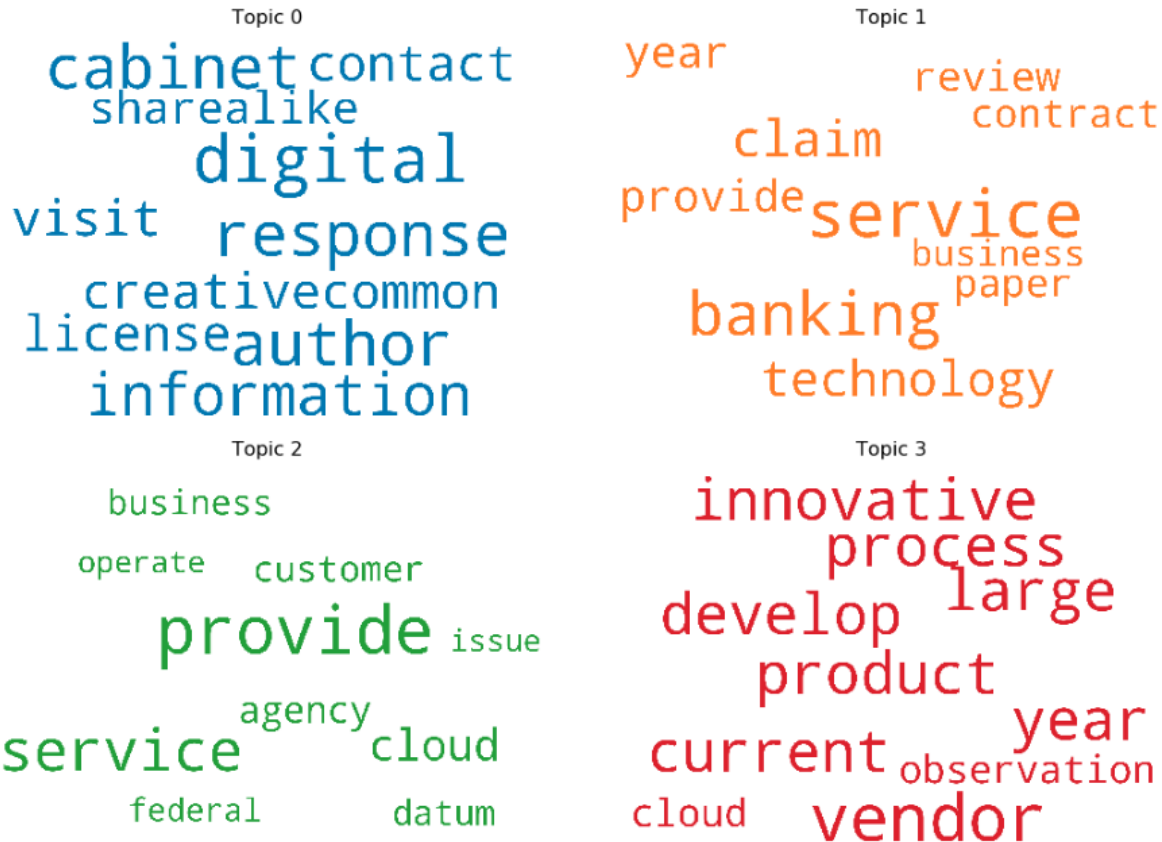 Topic 0
cabinet contact
sharealike
digital
visit
response
creativecommon
license author
information
Topic 1
year
review
contract
claim
provide
service
business
paper
banking
technology
Topic 2
business
operate customer
provide
issue
agency
service
cloud
federal
datum
Topic 3
innovative
process
large
develop
product
year
current
observation
cloud
vendor